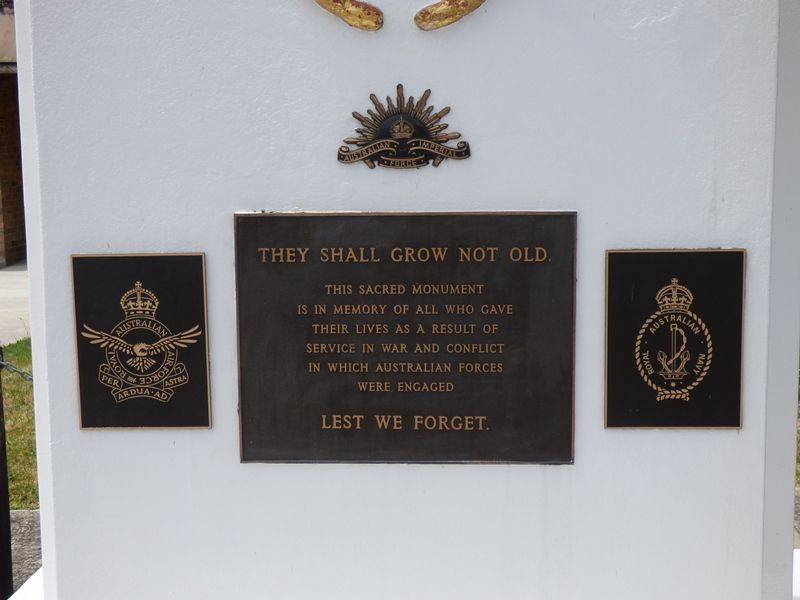 AUSTRALIAN IMPERIAL
FORCE
THEY SHALL GROW NOT OLD.
THIS SACRED MONUMENT
IS IN MEMORY OF ALL WHO GAVE
THEIR LIVES AS A RESULT OF
SERVICE IN WAR AND CONFLICT
IN WHICH AUSTRALIAN FORCES
WERE ENGAGED
LEST WE FORGET.
ROYAL AUSTRALIAN AIR FORCE
PER ARDUA AD ASTRA
ROYAL AUSTRALIAN NAVY